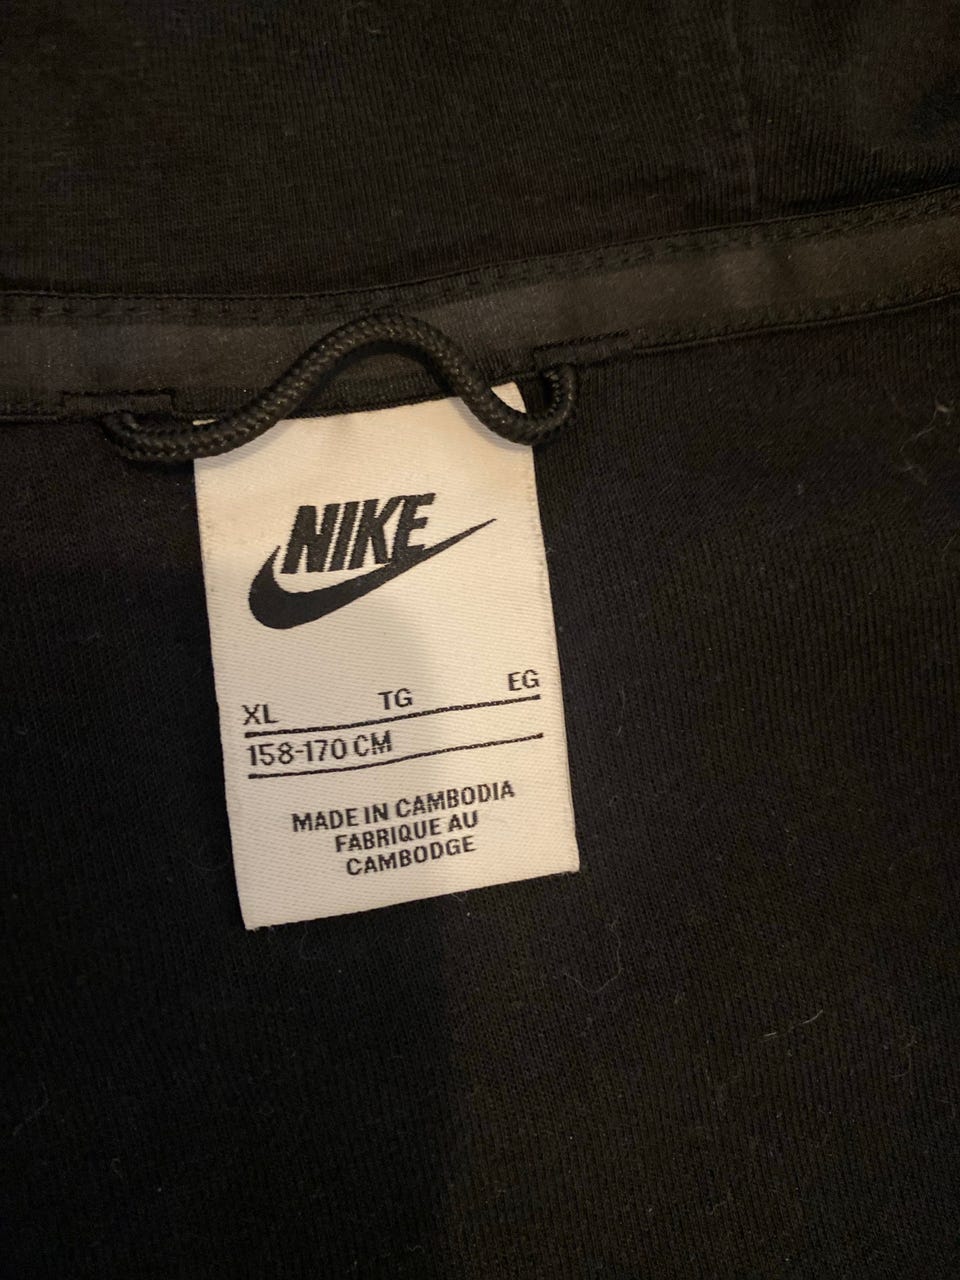 NIKE
XL TG EG
158-170 CM
MADE IN CAMBODIA
FABRIQUE AU
CAMBODGE